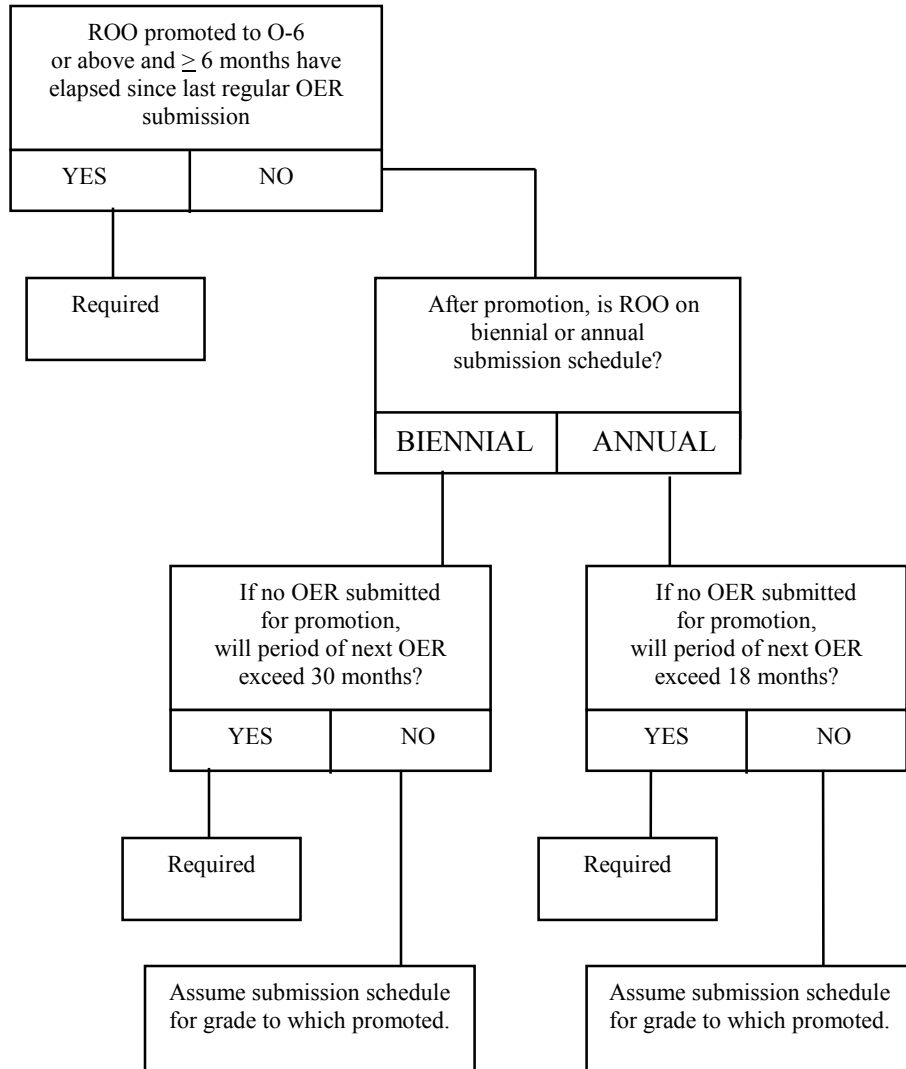 ROO promoted to O-6
or above and ≥ 6 months have
elapsed since last regular OER
submission
YES NO
Required
After promotion, is ROO on
biennial or annual
submission schedule?
BIENNIAL ANNUAL
If no OER submitted
for promotion,
will period of next OER
exceed 30 months?
YES NO
If no OER submitted
for promotion,
will period of next OER
exceed 18 months?
YES NO
Required
Required
Assume submission schedule
for grade to which promoted.
Assume submission schedule
for grade to which promoted.